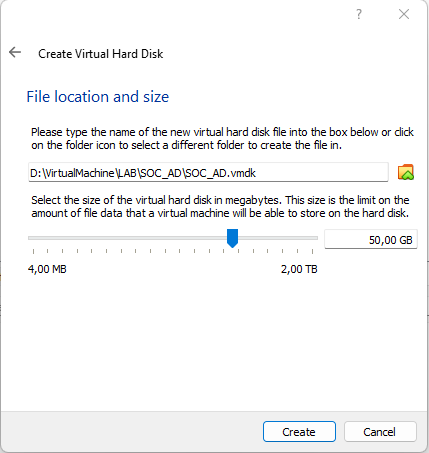 ?
Create Virtual Hard Disk
File location and size
Please type the name of the new virtual hard disk file into the box below or click
on the folder icon to select a different folder to create the file in.
D:\VirtualMachine\LAB\SOC_AD\SOC_AD.vmdk
Select the size of the virtual hard disk in megabytes. This size is the limit on the
amount of file data that a virtual machine will be able to store on the hard disk.
50,00 GB
4,00 MB 2,00 TB
Create Cancel